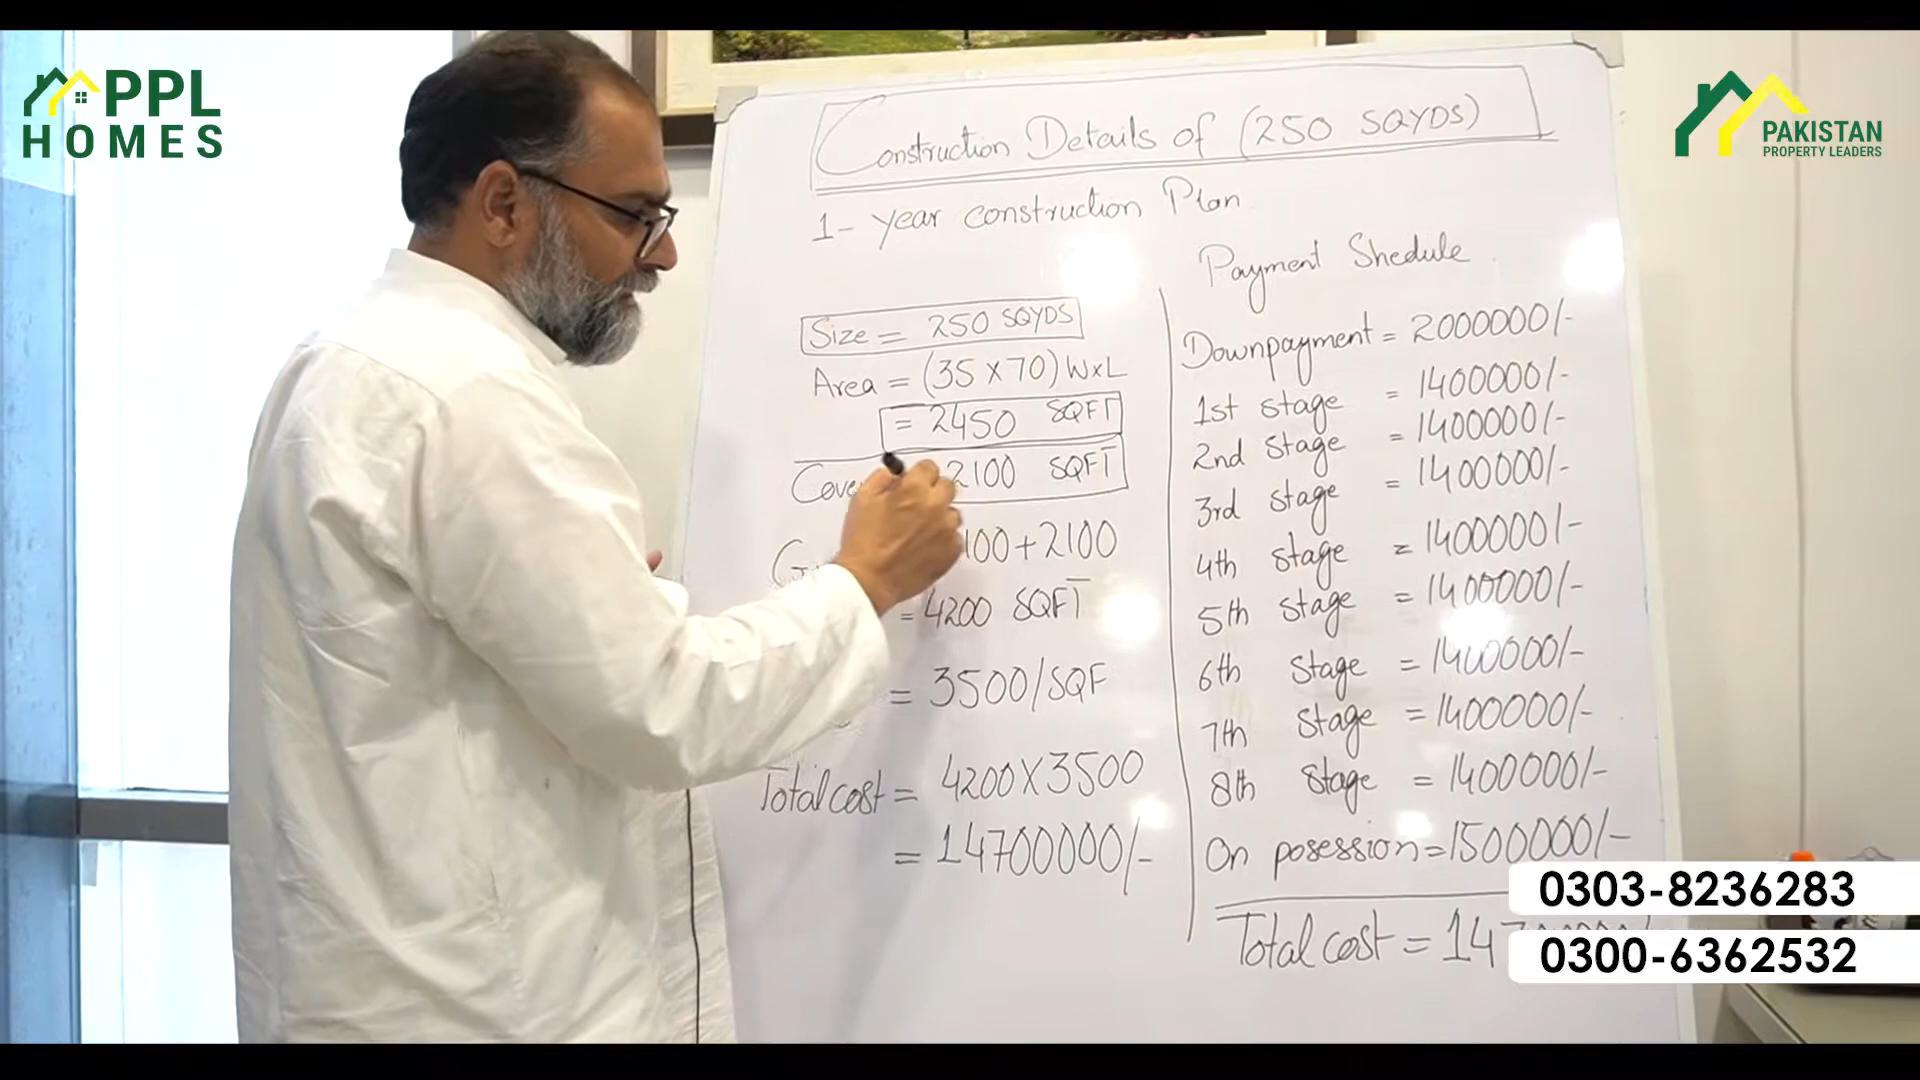 PPL
HOMES
PAKISTAN
PROPERTY LEADERS
Construction Details of (250 SQYDS)
1- year construction Plan
Size = 250 SQYDS
Area = (35 X 70) WxL
= 2450 SQFT
2100 SQFT
100+2100
= 4200 SQFT
= 3500/SQF
Total cost = 4200X3500
= 14700000/-
Payment Shedule
Downpayment = 2000000/-
1st stage = 1400000/-
2nd stage = 1400000/-
3rd stage = 1400000/-
4th stage = 1400000/-
5th stage = 1400000/-
6th stage = 1400000/-
7th stage = 1400000/-
8th stage = 1400000/-
On posession = 1500000/-
Total cost = 147
0303-8236283
0300-6362532